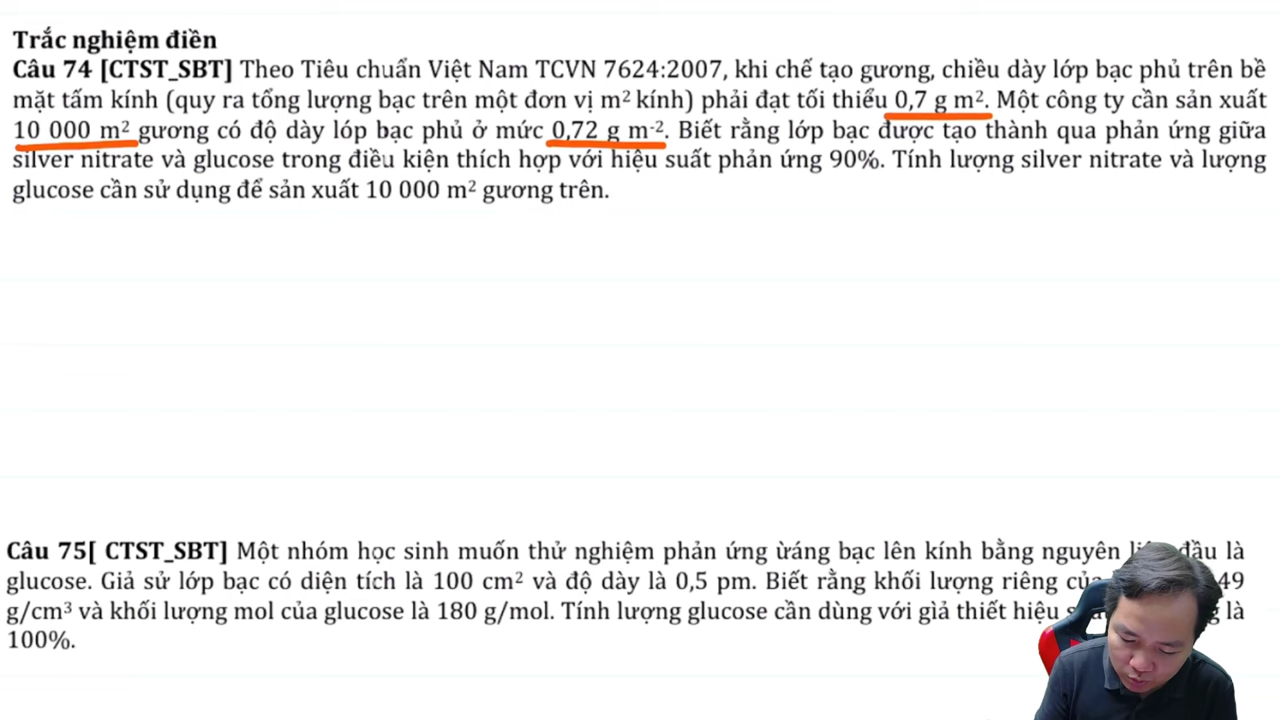 Trắc nghiệm điền
Câu 74 [CTST_SBT] Theo Tiêu chuẩn Việt Nam TCVN 7624:2007, khi chế tạo gương, chiều dày lớp bạc phủ trên bề
mặt tấm kính (quy ra tổng lượng bạc trên một đơn vị m² kính) phải đạt tối thiểu 0,7 g m². Một công ty cần sản xuất
10 000 m² gương có độ dày lóp bạc phủ ở mức 0,72 g m⁻². Biết rằng lớp bạc được tạo thành qua phản ứng giữa
silver nitrate và glucose trong điều kiện thích hợp với hiệu suất phản ứng 90%. Tính lượng silver nitrate và lượng
glucose cần sử dụng để sản xuất 10 000 m² gương trên.
Câu 75[ CTST_SBT] Một nhóm học sinh muốn thử nghiệm phản ứng ừáng bạc lên kính bằng nguyên đầu là
glucose. Giả sử lớp bạc có diện tích là 100 cm² và độ dày là 0,5 pm. Biết rằng khối lượng riêng 49
g/cm³ và khối lượng mol của glucose là 180 g/mol. Tính lượng glucose cần dùng với gìả thiết hiệu là
100%.